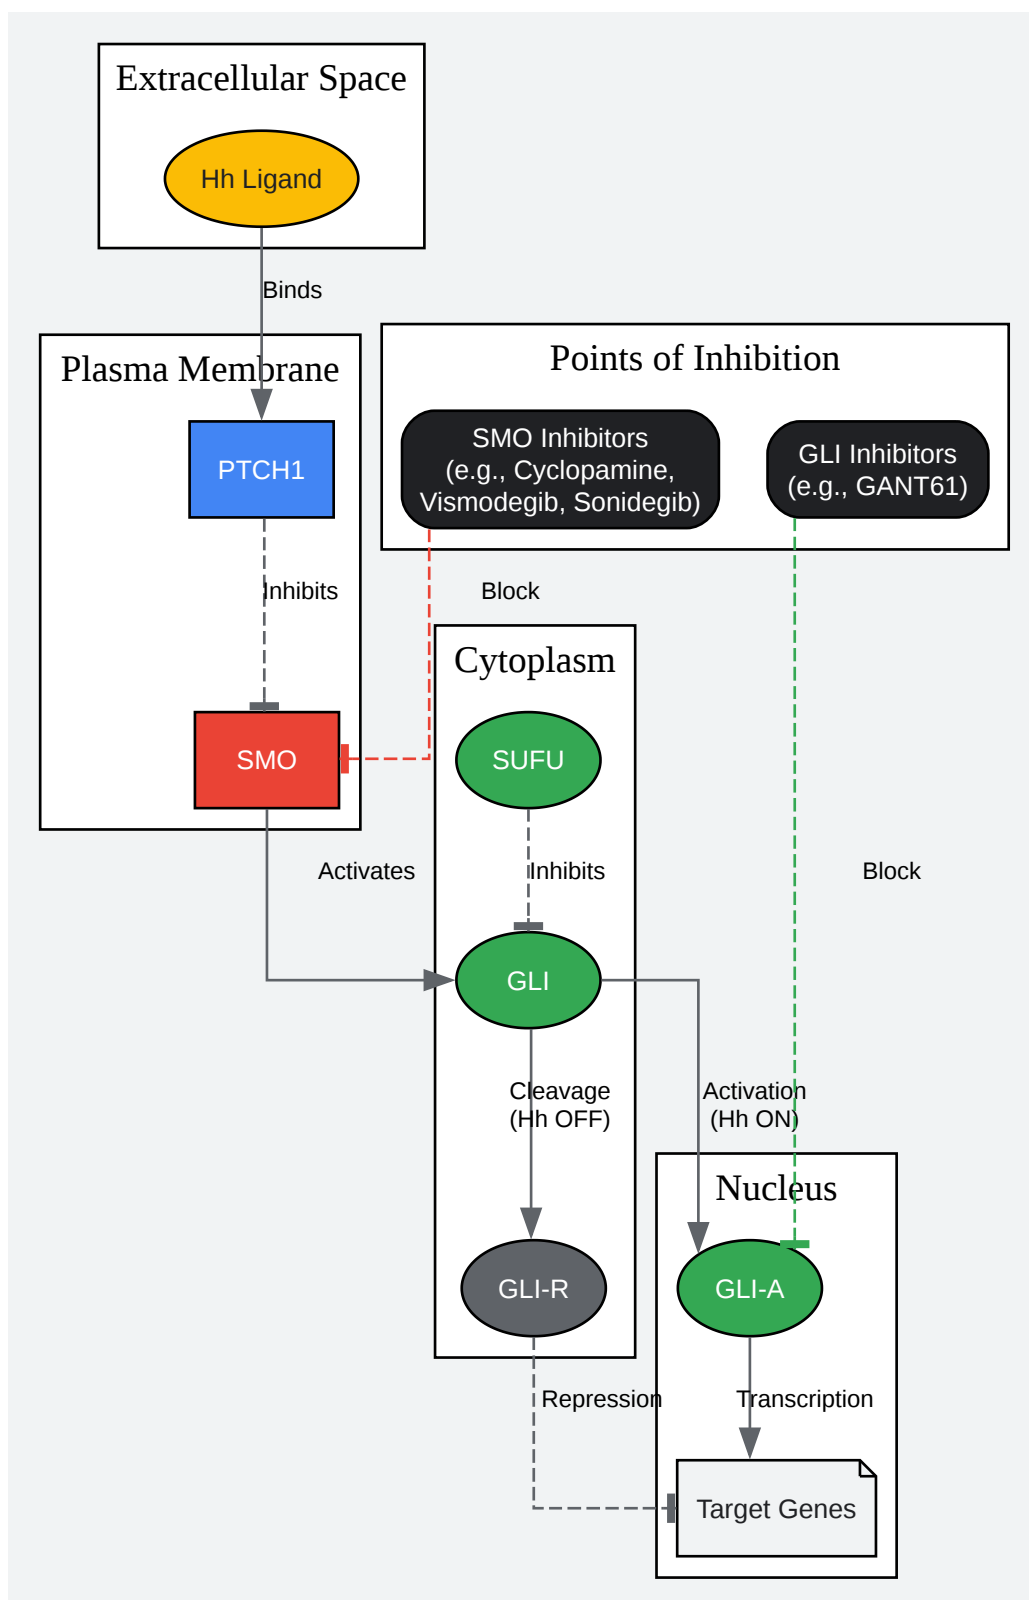 Extracellular Space
Hh Ligand
Binds
Plasma Membrane
PTCH1
Inhibits
SMO
Points of Inhibition
SMO Inhibitors
(e.g., Cyclopamine,
Vismodegib, Sonidegib)
GLI Inhibitors
(e.g., GANT61)
Block
Cytoplasm
SUFU
Activates
Inhibits
Block
GLI
Cleavage
(Hh OFF)
Activation
(Hh ON)
Nucleus
GLI-R
GLI-A
Repression
Transcription
Target Genes